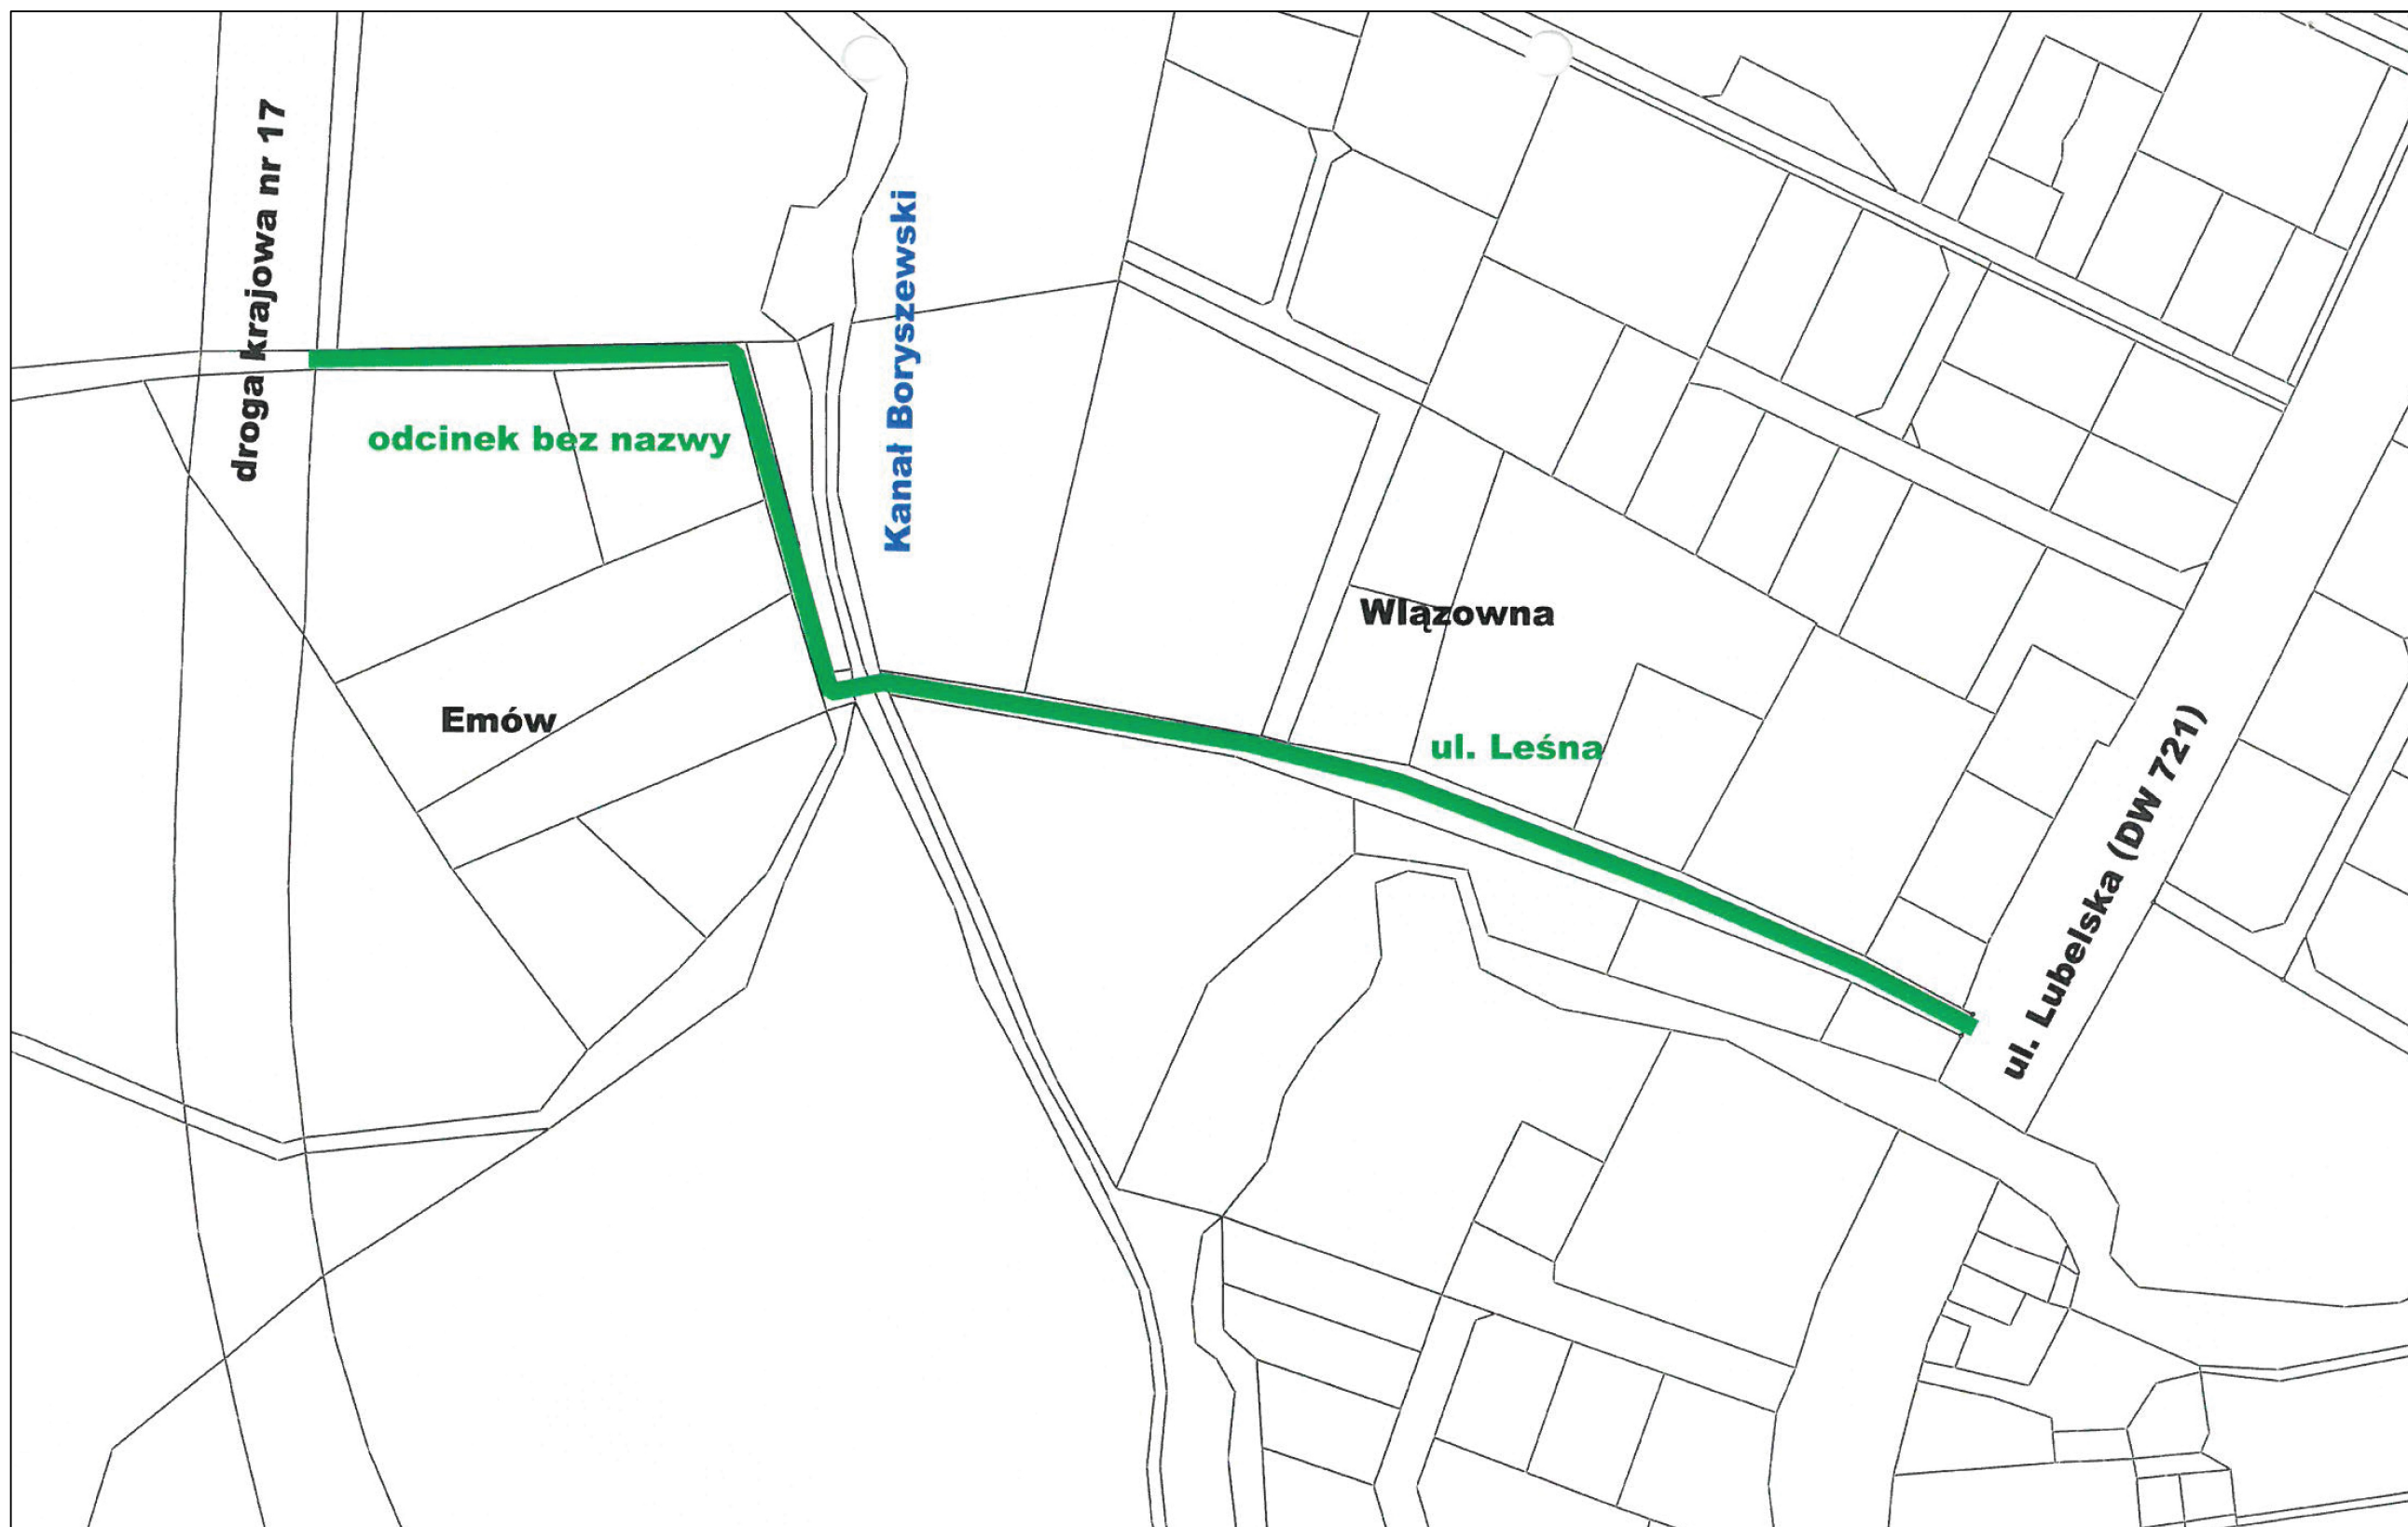 droga krajowa nr 17
Kanał Boryszewski
odcinek bez nazwy
Wiązowna
Emów
ul. Leśna
ul. Lubelska (DW 721)